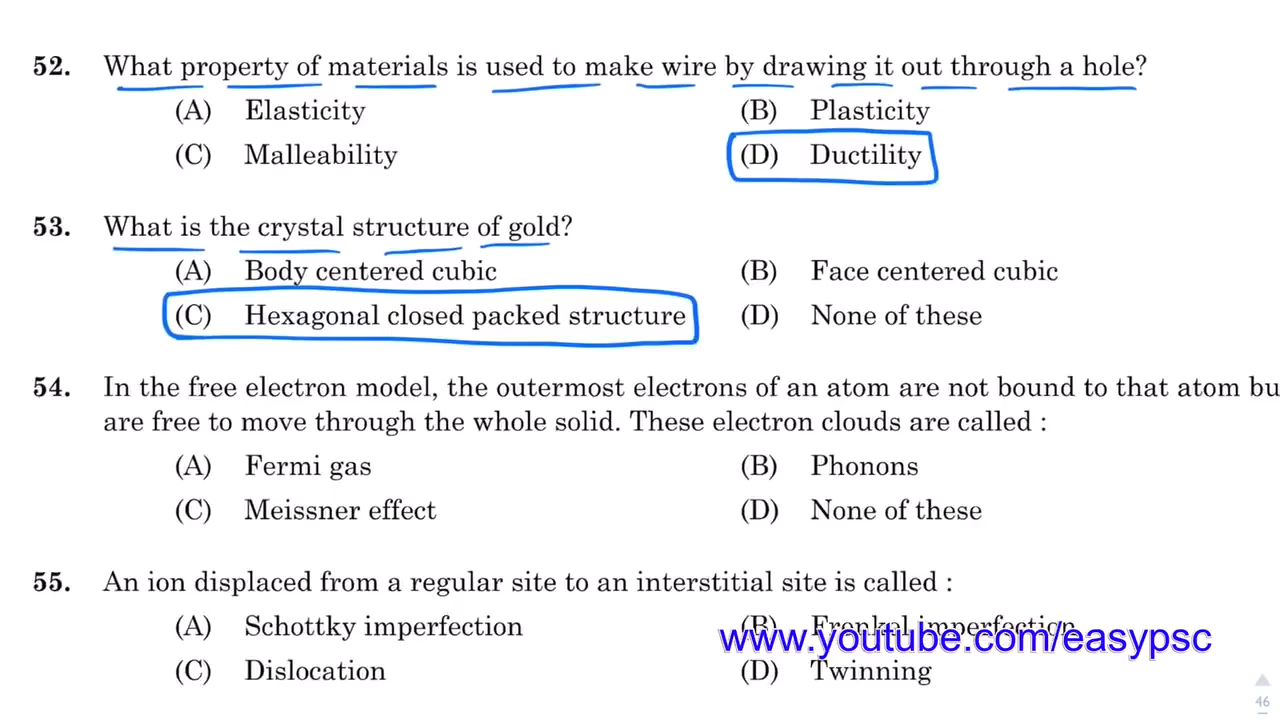 52. What property of materials is used to make wire by drawing it out through a hole?
(A) Elasticity (B) Plasticity
(C) Malleability (D) Ductility
53. What is the crystal structure of gold?
(A) Body centered cubic (B) Face centered cubic
(C) Hexagonal closed packed structure (D) None of these
54. In the free electron model, the outermost electrons of an atom are not bound to that atom bu
are free to move through the whole solid. These electron clouds are called :
(A) Fermi gas (B) Phonons
(C) Meissner effect (D) None of these
55. An ion displaced from a regular site to an interstitial site is called :
(A) Schottky imperfection (B) Frenkel imperfection
www.youtube.com/easypsc
(C) Dislocation (D) Twinning
46